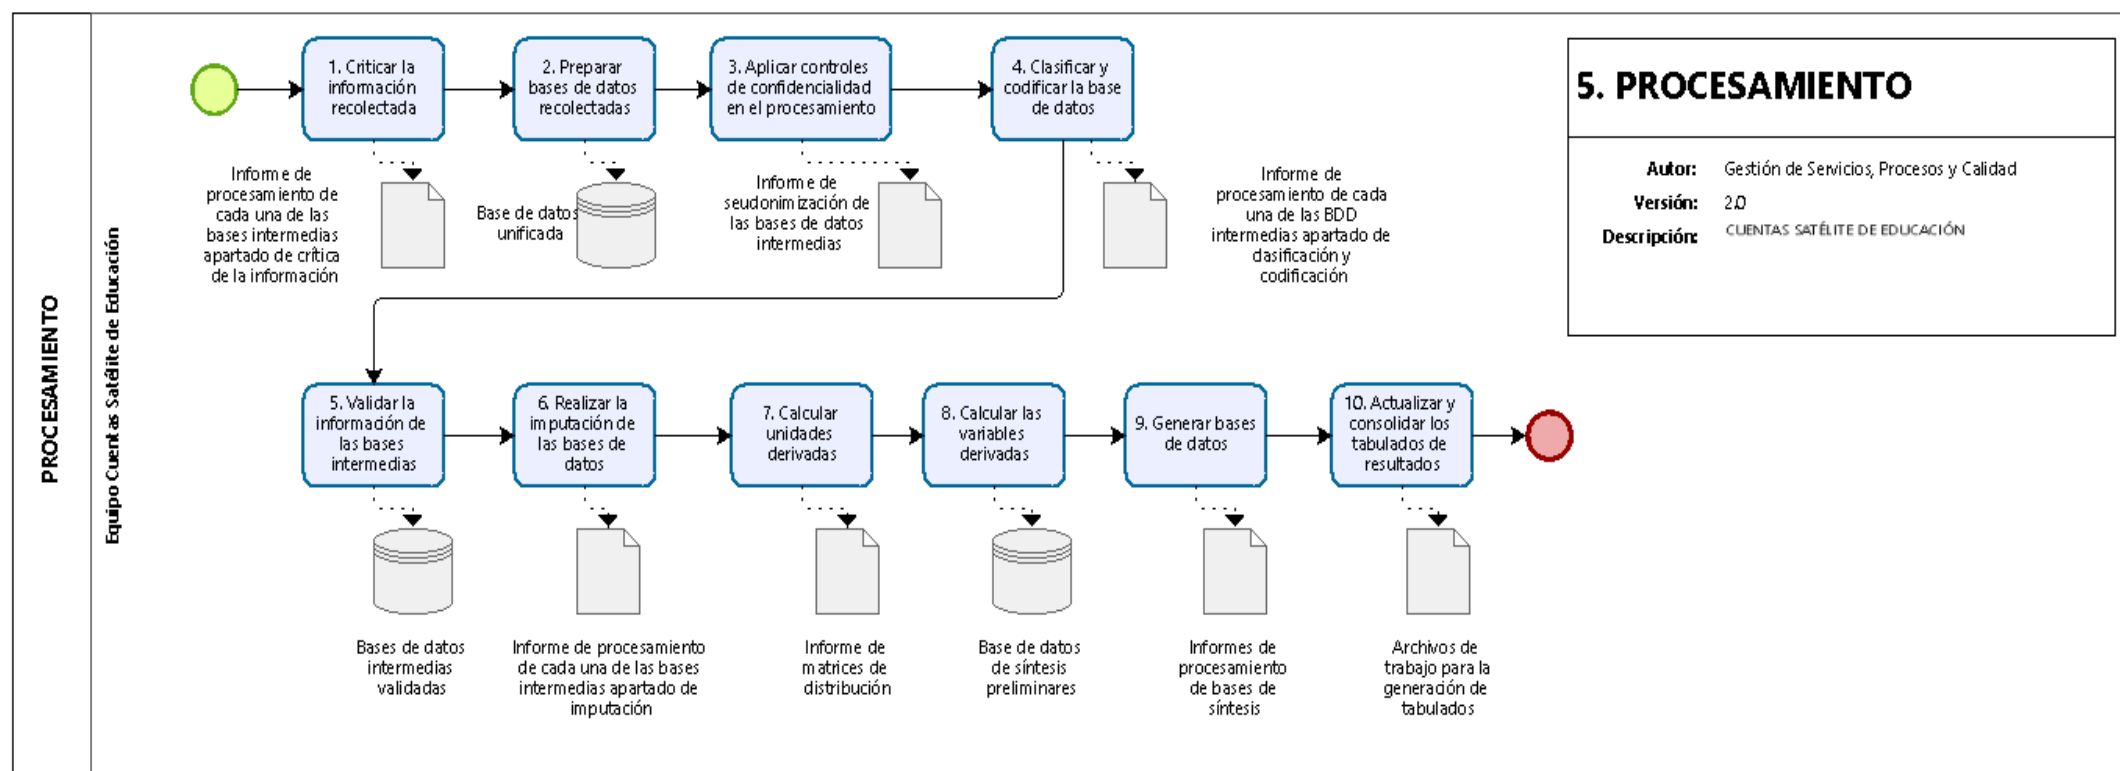 PROCESAMIENTO
Equipo Cuentas Satélite de Educación
1. Criticar la
información
recolectada
2. Preparar
bases de datos
recolectadas
3. Aplicar controles
de confidencialidad
en el procesamiento
4. Clasificar y
codificar la base
de datos
Informe de
procesamiento de
cada una de las
bases intermedias
apartado de crítica
de la información
Base de datos
unificada
Informe de
seudonimización de
las bases de datos
intermedias
Informe de
procesamiento de cada
una de las BDD
intermedias apartado de
clasificación y
codificación
5. PROCESAMIENTO
Autor: Gestión de Servicios, Procesos y Calidad
Versión: 2.0
Descripción: CUENTAS SATÉLITE DE EDUCACIÓN
5. Validar la
información de
las bases
intermedias
6. Realizar la
imputación de
las bases de
datos
7. Calcular
unidades
derivadas
8. Calcular las
variables
derivadas
9. Generar bases
de datos
10. Actualizar y
consolidar los
tabulados de
resultados
Bases de datos
intermedias
validadas
Informe de procesamiento
de cada una de las bases
intermedias apartado de
imputación
Informe de
matrices de
distribución
Base de datos
de síntesis
preliminares
Informes de
procesamiento
de bases de
síntesis
Archivos de
trabajo para la
generación de
tabulados